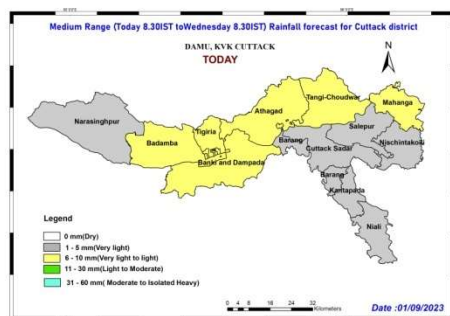 Medium Range (Today 8.30IST toWednesday 8.30IST) Rainfall forecast for Cuttack district
DAMU, KVK CUTTACK
TODAY
N
Narasinghpur
Badamba
Tigiria
Athagad
Tangi-Choudwar
Mahanga
Banki and Dampada
Barang
Salepur
Cuttack Sadar
Nischintakoili
Barang
Kantapada
Niali
Legend
0 mm(Dry)
1 - 5 mm(Very light)
6 - 10 mm(Very light to light)
11 - 30 mm(Light to Moderate)
31 - 60 mm( Moderate to Isolated Heavy)
0 4 8 16 24 32
Kilometers
Date :01/09/2023